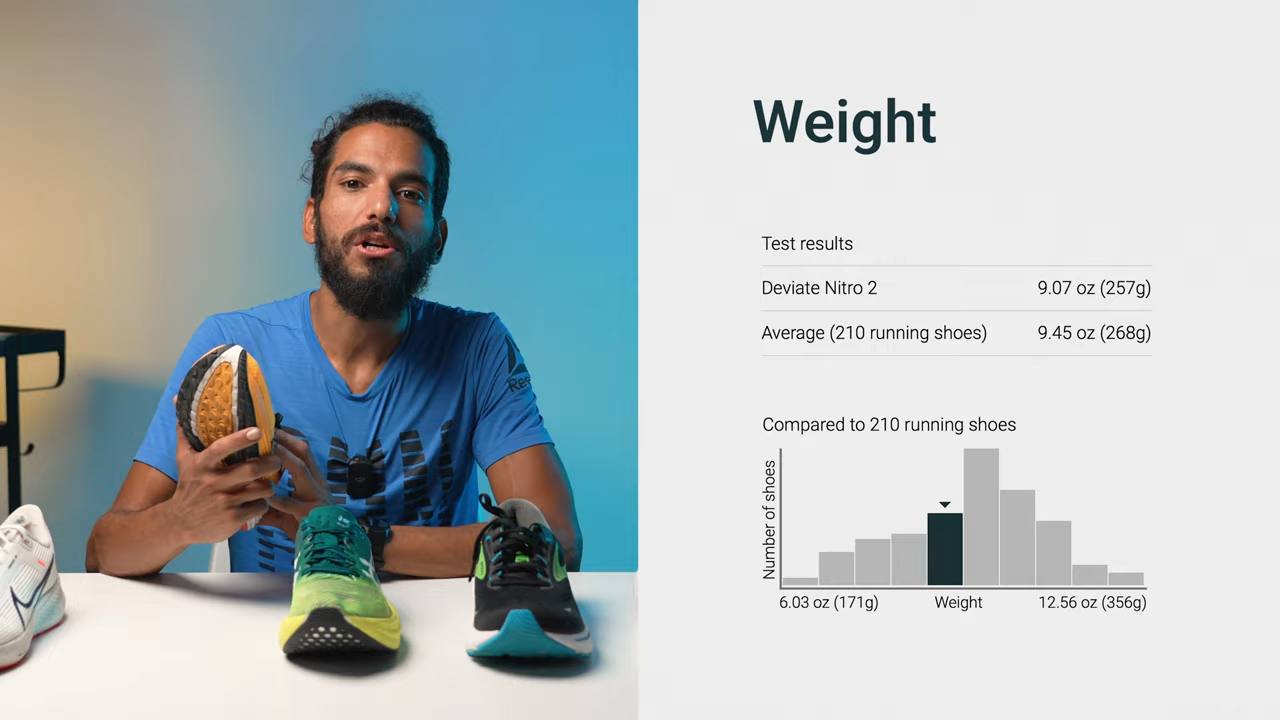 Weight
Test results
Deviate Nitro 2 9.07 oz (257g)
Average (210 running shoes) 9.45 oz (268g)
Compared to 210 running shoes
Number of shoes
6.03 oz (171g) Weight 12.56 oz (356g)
Ree